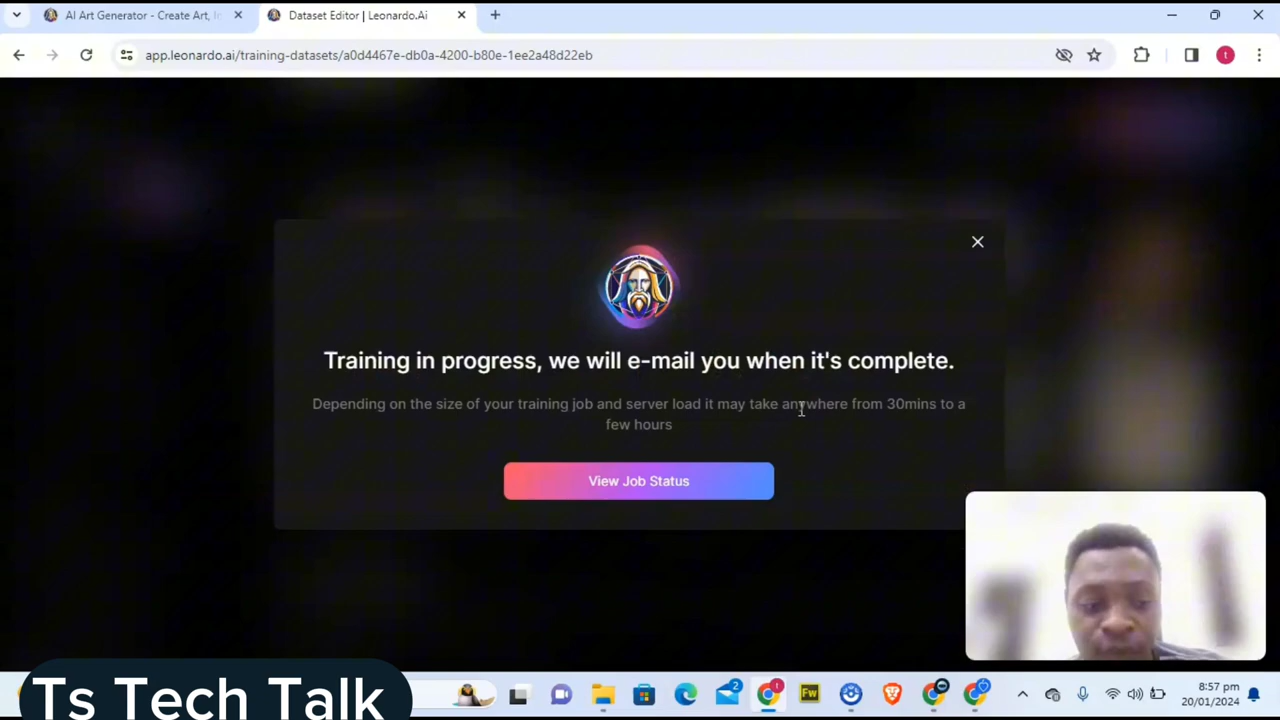 AI Art Generator - Create Art, I
Dataset Editor | Leonardo.Ai
app.leonardo.ai/training-datasets/a0d4467e-db0a-4200-b80e-1ee2a48d22eb
t
Training in progress, we will e-mail you when it's complete.
Depending on the size of your training job and server load it may take anywhere from 30mins to a
few hours
View Job Status
Ts Tech Talk
2
1
Fw
8:57 pm
20/01/2024